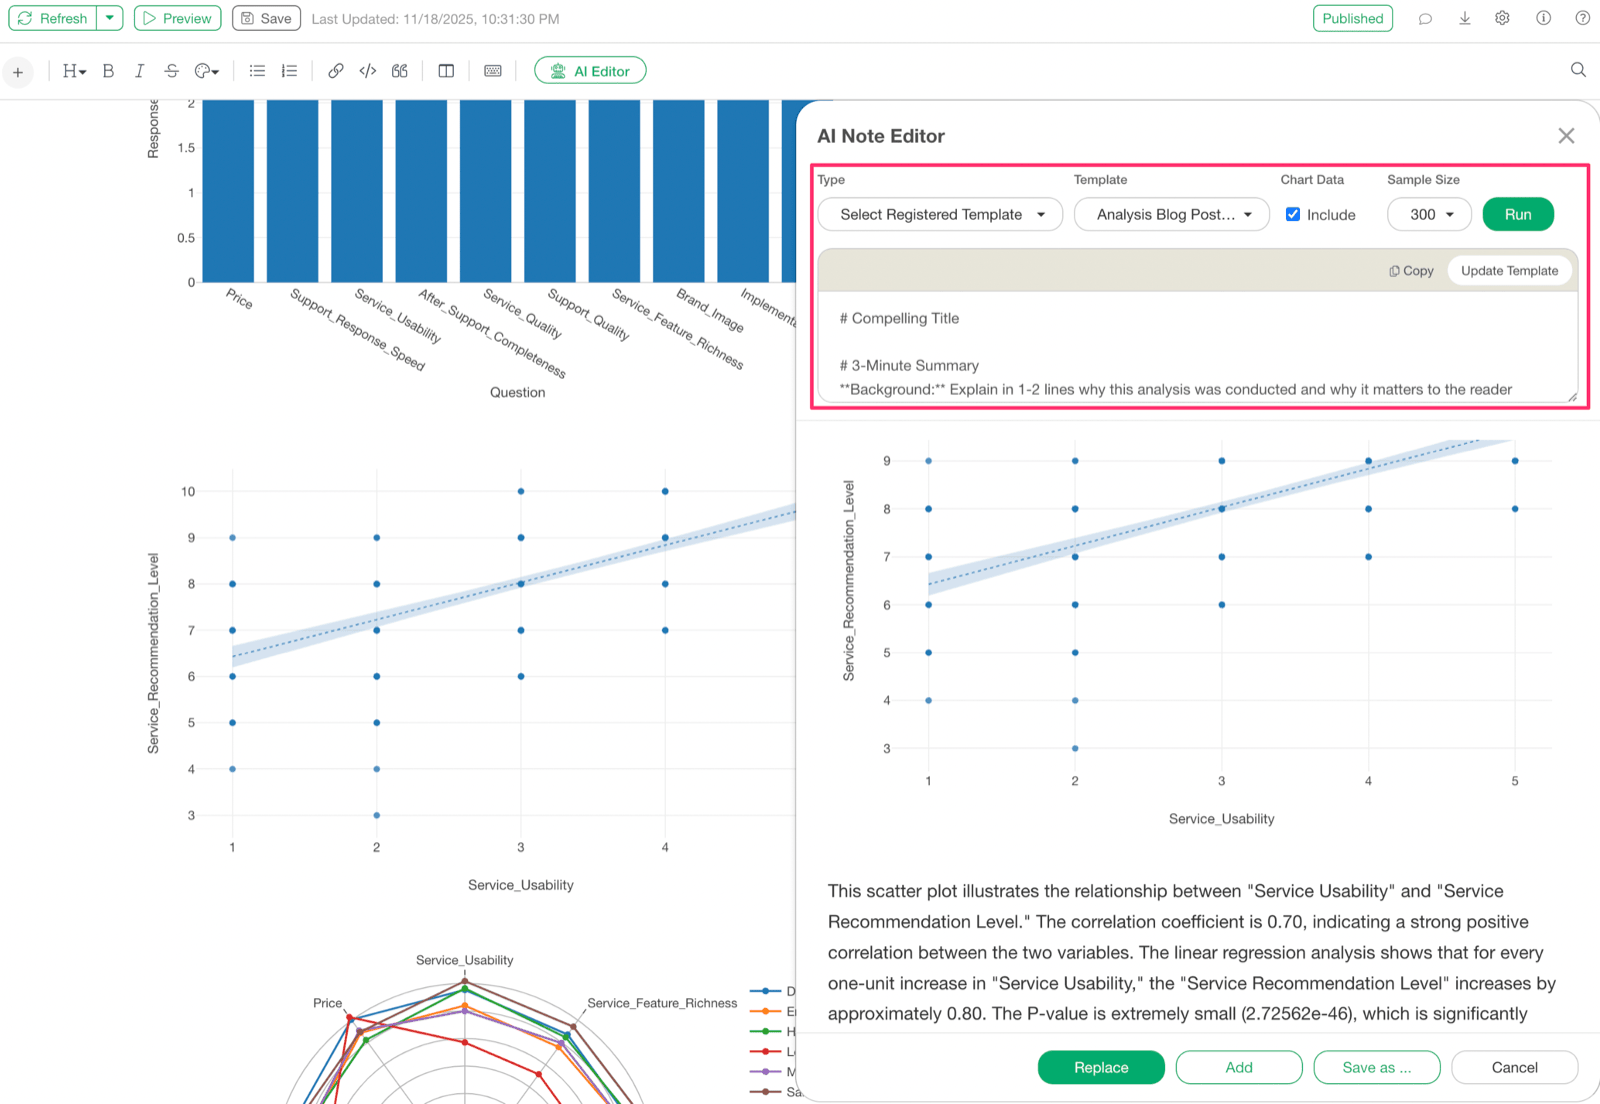 Refresh Preview Save Last Updated: 11/18/2025, 10:31:30 PM Published
H B I S AI Editor
AI Note Editor
Type Template Chart Data Sample Size
Select Registered Template Analysis Blog Post... Include 300 Run
Copy Update Template
# Compelling Title
# 3-Minute Summary
**Background:** Explain in 1-2 lines why this analysis was conducted and why it matters to the reader
Response
2
1.5
1
0.5
0
Price
Support_Response_Speed
Service_Usability
After_Support_Completeness
Service_Quality
Support_Quality
Service_Feature_Richness
Brand_Image
Question
Service_Recommendation_Level
10
9
8
7
6
5
4
3
1 2 3 4
Service_Usability
Service_Usability
Price
Service_Feature_Richness
D
H
M
Sa
Service_Recommendation_Level
9
8
7
6
5
4
3
1 2 3 4 5
Service_Usability
This scatter plot illustrates the relationship between "Service Usability" and "Service
Recommendation Level." The correlation coefficient is 0.70, indicating a strong positive
correlation between the two variables. The linear regression analysis shows that for every
one-unit increase in "Service Usability," the "Service Recommendation Level" increases by
approximately 0.80. The P-value is extremely small (2.72562e-46), which is significantly
Replace Add Save as ... Cancel